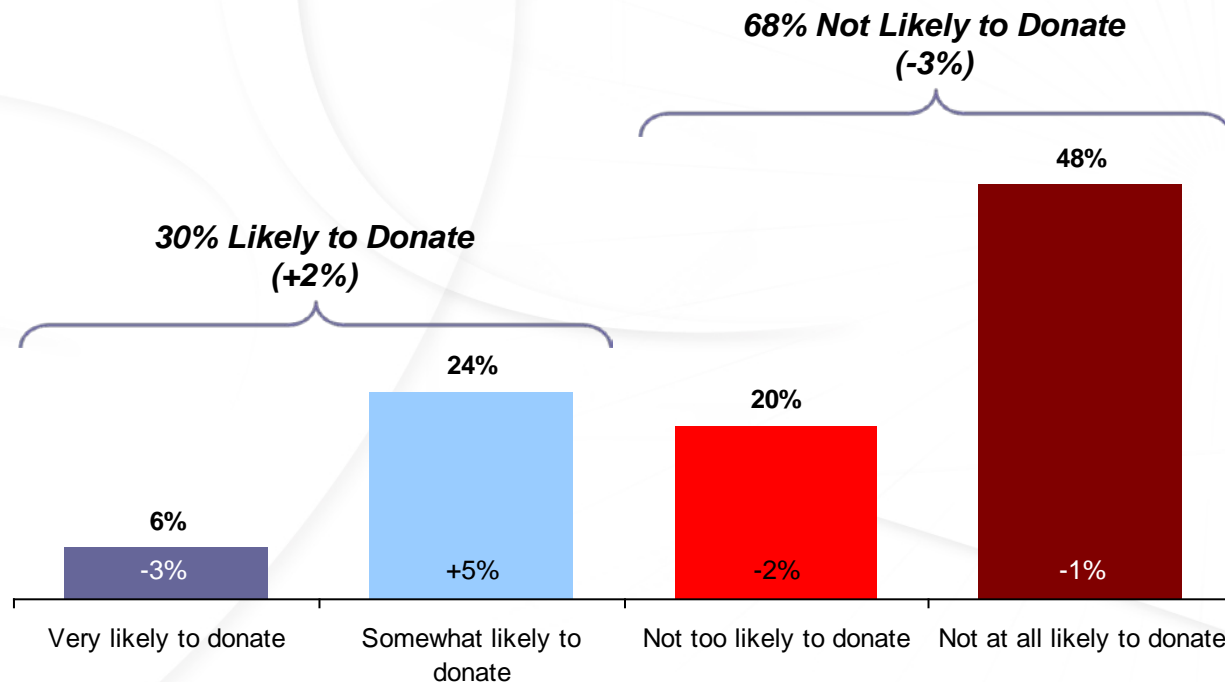 68% Not Likely to Donate
(-3%)
48%
30% Likely to Donate
(+2%)
24%
20%
6%
-3%
+5%
-2%
-1%
Very likely to donate
Somewhat likely to
donate
Not too likely to donate
Not at all likely to donate